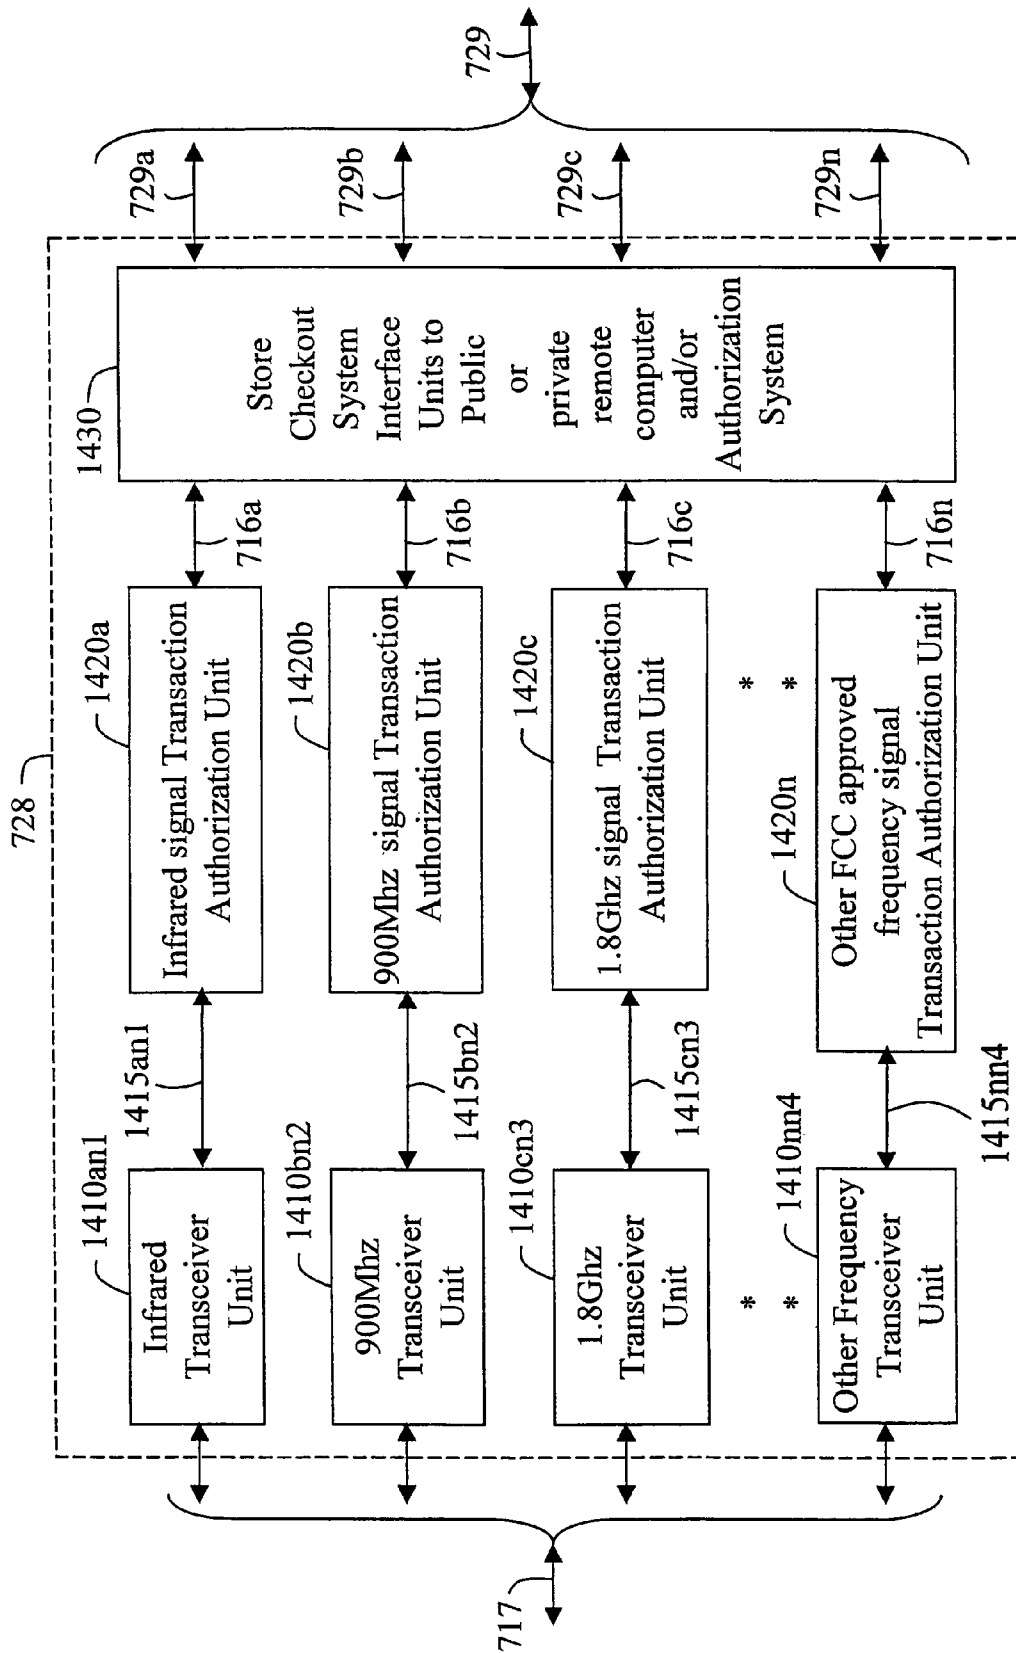 728
1410an1
Infrared
Transceiver
Unit
1415an1
1420a
Infrared signal Transaction
Authorization Unit
716a
729a
1410bn2
900Mhz
Transceiver
Unit
1415bn2
1420b
900Mhz signal Transaction
Authorization Unit
716b
729b
1410cn3
1.8Ghz
Transceiver
Unit
1415cn3
1420c
1.8Ghz signal Transaction
Authorization Unit
716c
729c
*
*
*
*
1410nn4
Other Frequency
Transceiver
Unit
1415nn4
1420n
Other FCC approved
frequency signal
Transaction Authorization Unit
716n
729n
1430
Store
Checkout
System
Interface
Units to
Public
or
private
remote
computer
and/or
Authorization
System
717
729